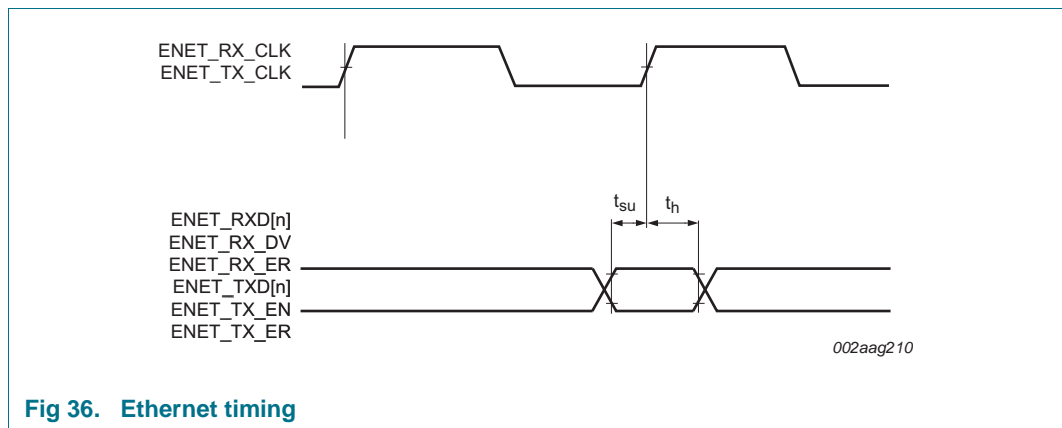 ENET_RX_CLK
ENET_TX_CLK
tsu
th
ENET_RXD[n]
ENET_RX_DV
ENET_RX_ER
ENET_TXD[n]
ENET_TX_EN
ENET_TX_ER
002aag210
Fig 36. Ethernet timing